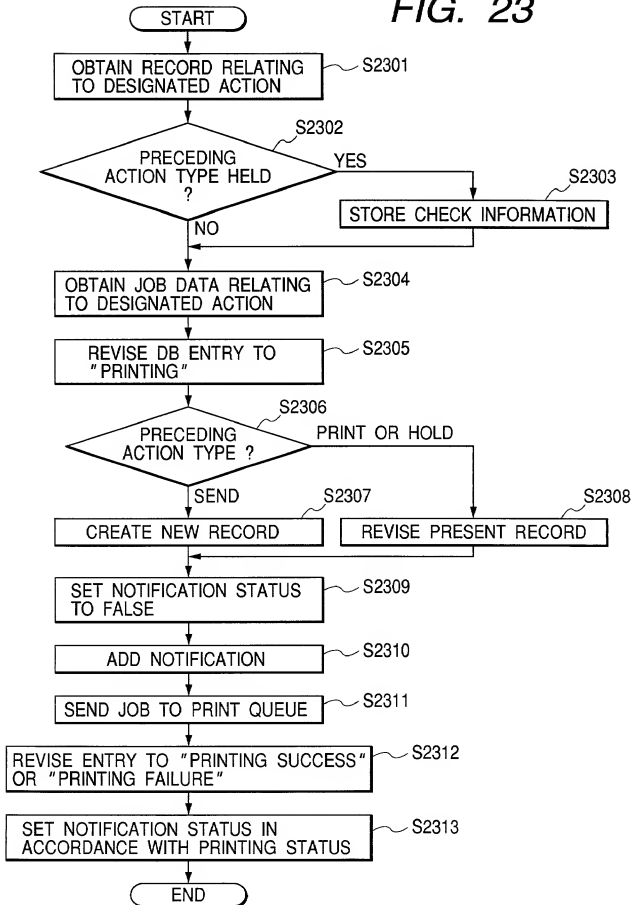 FIG. 23
START
OBTAIN RECORD RELATING
TO DESIGNATED ACTION
S2301
S2302
PRECEDING
ACTION TYPE HELD
?
YES
S2303
STORE CHECK INFORMATION
NO
OBTAIN JOB DATA RELATING
TO DESIGNATED ACTION
S2304
REVISE DB ENTRY TO
"PRINTING"
S2305
S2306
PRECEDING
ACTION TYPE ?
PRINT OR HOLD
SEND
S2307
S2308
CREATE NEW RECORD
REVISE PRESENT RECORD
SET NOTIFICATION STATUS
TO FALSE
S2309
ADD NOTIFICATION
S2310
SEND JOB TO PRINT QUEUE
S2311
REVISE ENTRY TO "PRINTING SUCCESS"
OR "PRINTING FAILURE"
S2312
SET NOTIFICATION STATUS IN
ACCORDANCE WITH PRINTING STATUS
S2313
END